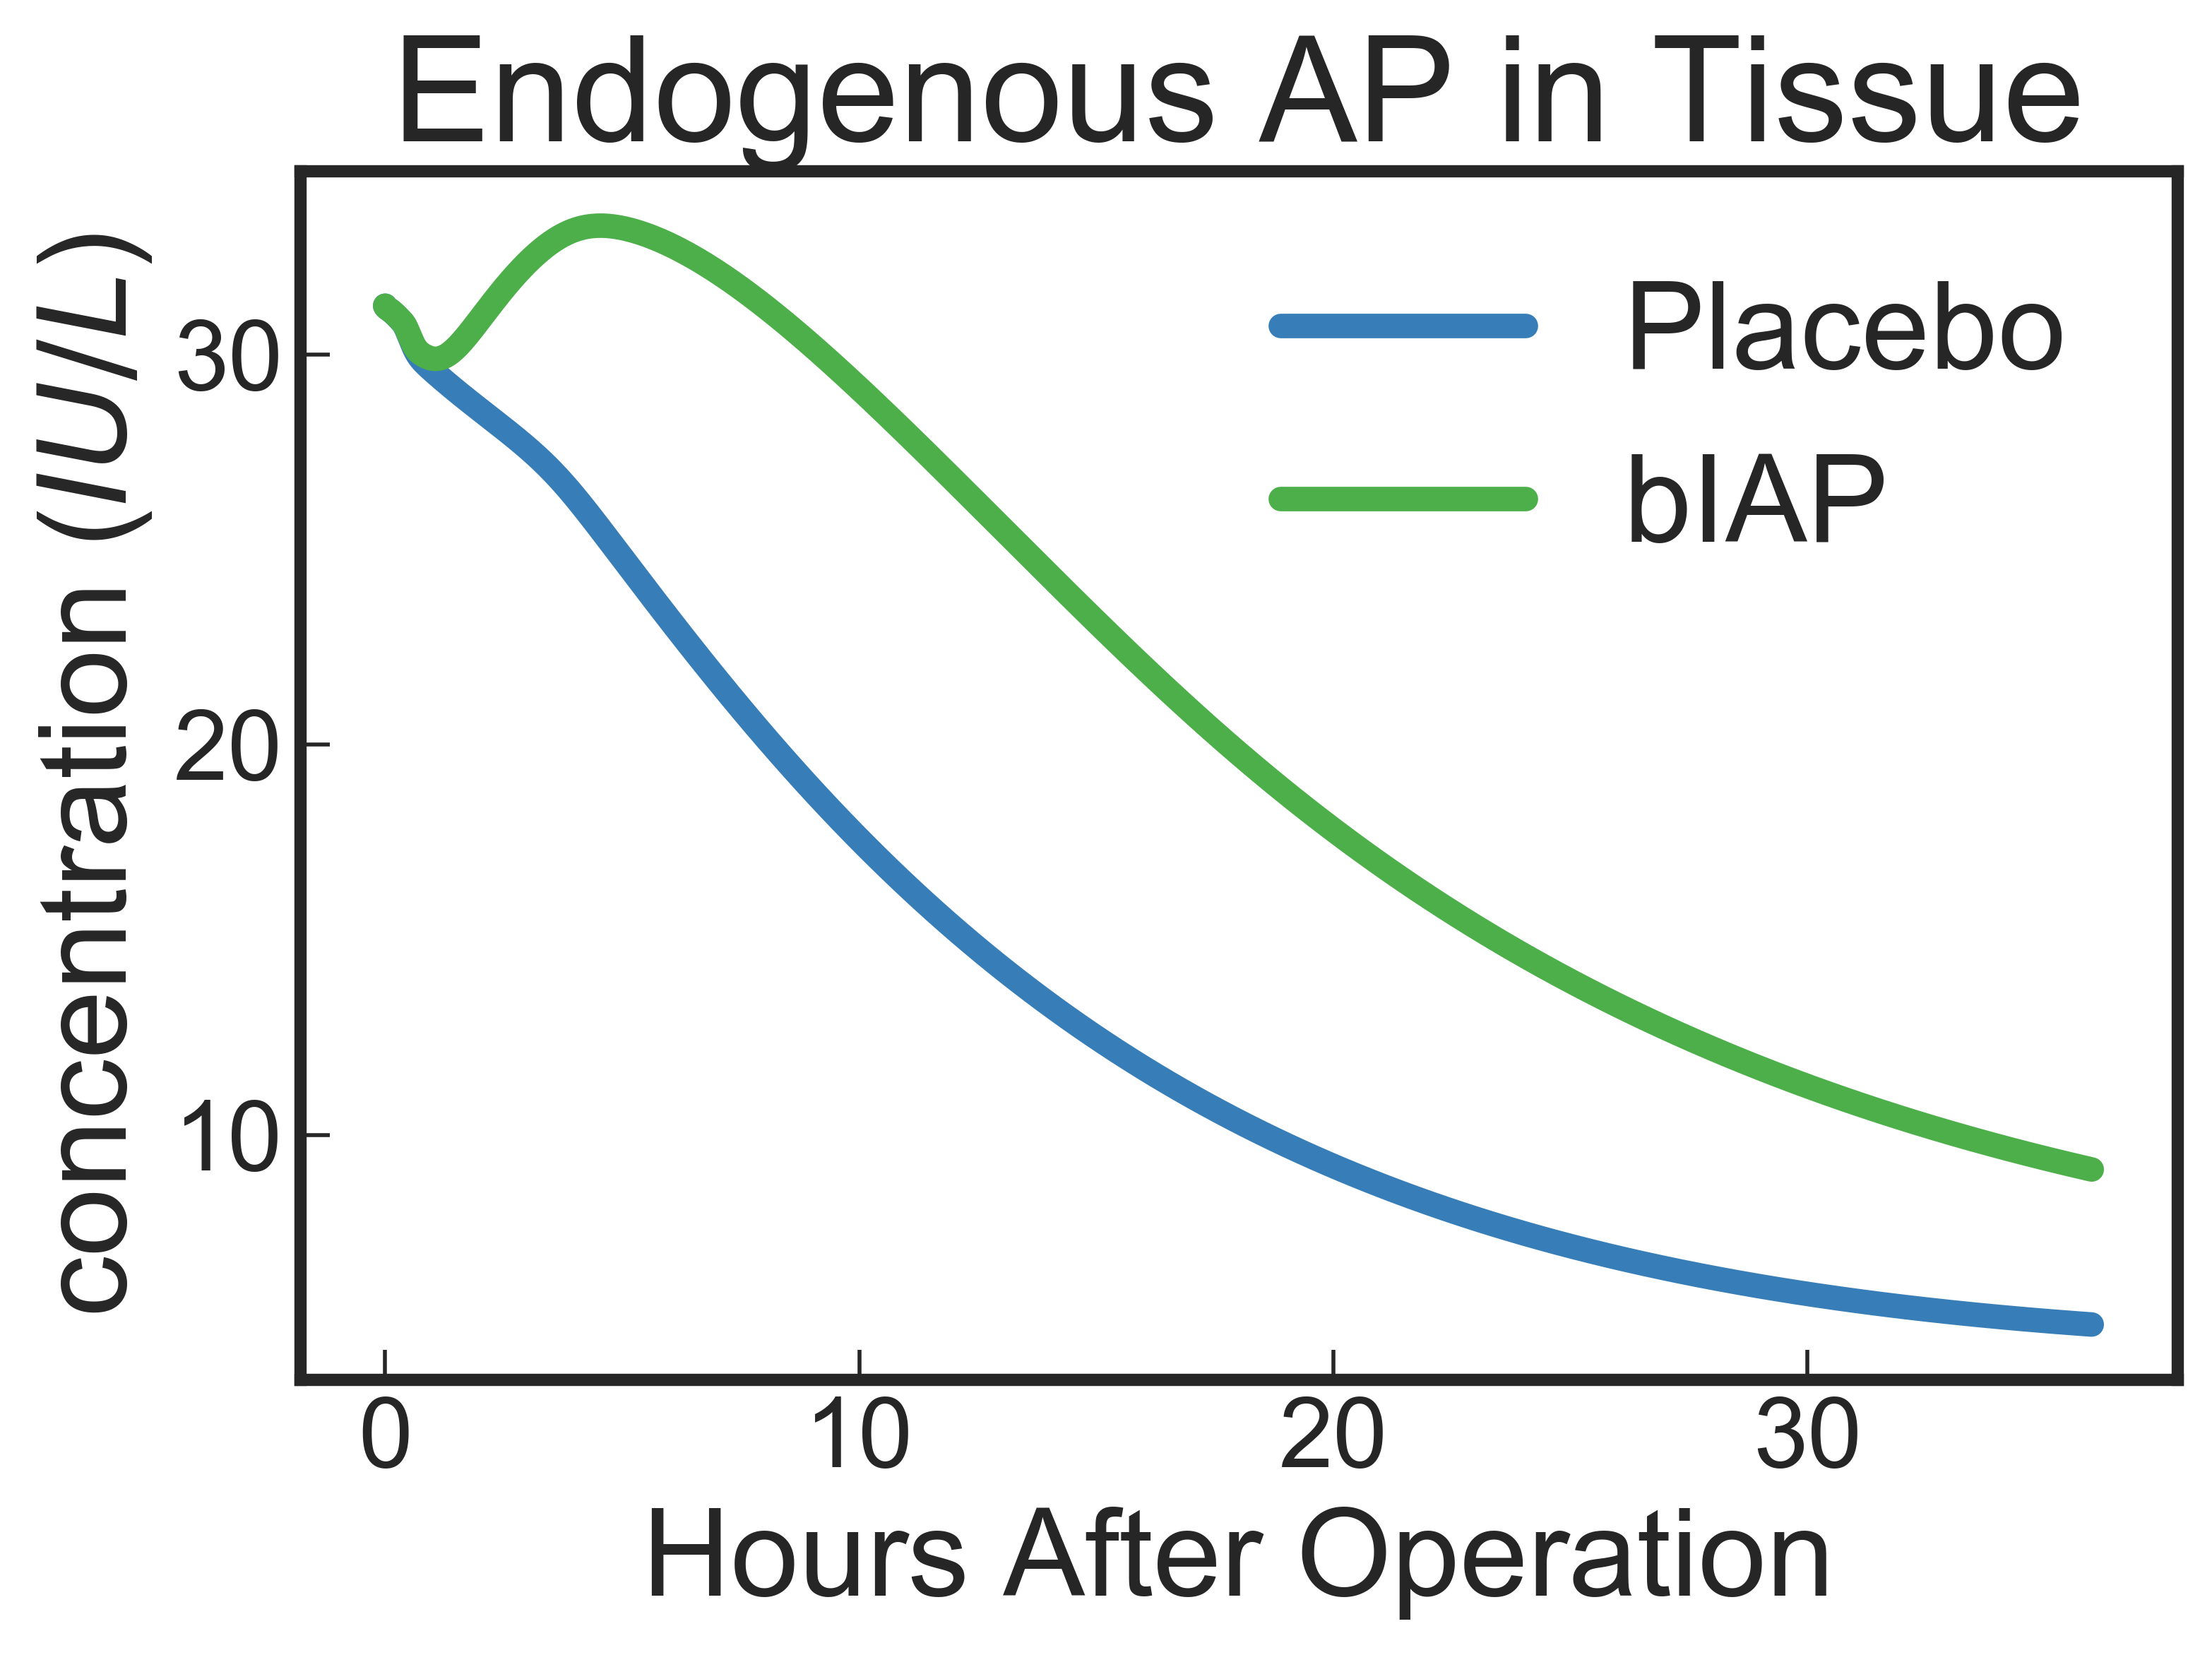 Endogenous AP in Tissue
concentration (IU/L)
30
20
10
Placebo
bIAP
0 10 20 30
Hours After Operation